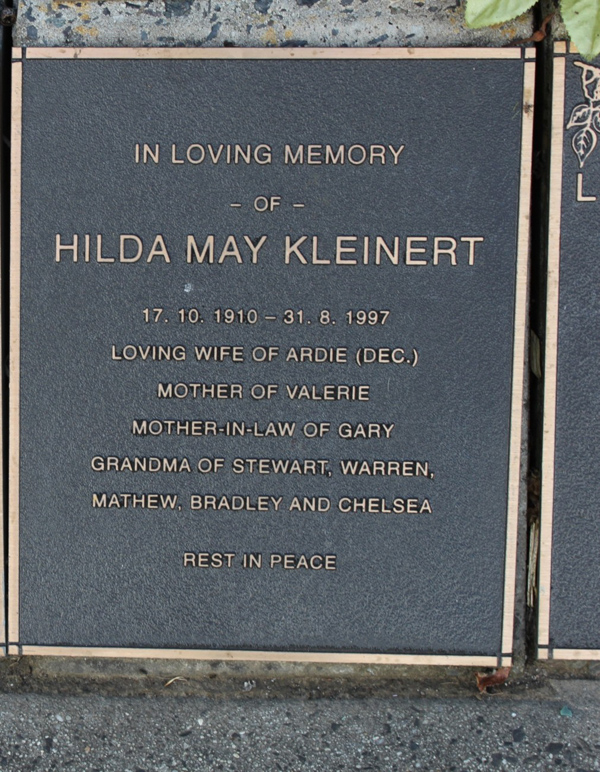 IN LOVING MEMORY
– OF –
HILDA MAY KLEINERT
17. 10. 1910 – 31. 8. 1997
LOVING WIFE OF ARDIE (DEC.)
MOTHER OF VALERIE
MOTHER-IN-LAW OF GARY
GRANDMA OF STEWART, WARREN,
MATHEW, BRADLEY AND CHELSEA
REST IN PEACE
L